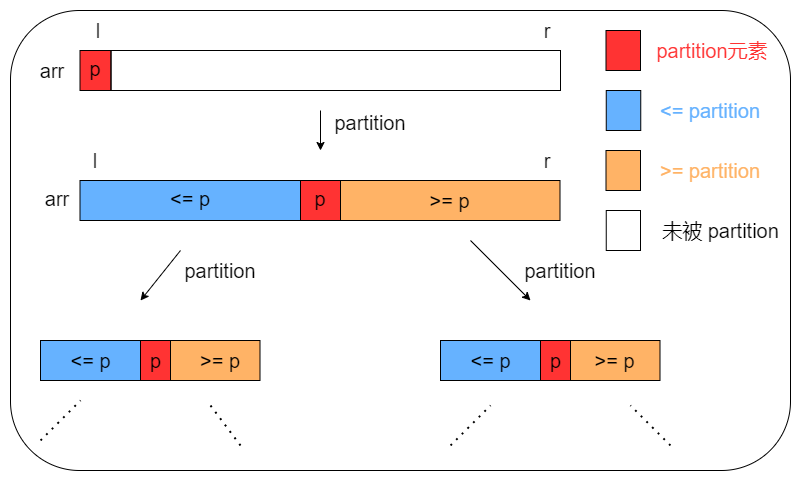 l r
arr p
partition
l r
arr <= p p >= p
partition partition
<= p p >= p <= p p >= p
partition元素
<= partition
>= partition
未被 partition